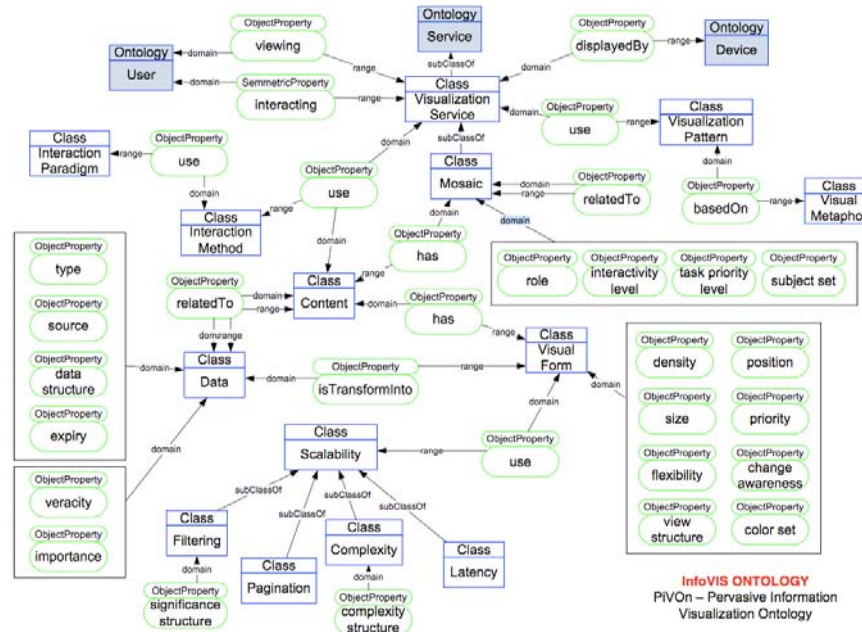 ObjectProperty
viewing
Ontology
User
domain
range
SemmetricProperty
interacting
domain
range
Ontology
Service
subClassOf
Class
Visualization
Service
ObjectProperty
displayedBy
domain
range
Ontology
Device
ObjectProperty
use
domain
range
Class
Visualization
Pattern
domain
ObjectProperty
basedOn
range
Class
Visual
Metapho
Class
Interaction
Paradigm
range
ObjectProperty
use
domain
Class
Interaction
Method
range
ObjectProperty
use
domain
domain
subClassOf
Class
Mosaic
domain
range
ObjectProperty
relatedTo
domain
ObjectProperty
role
ObjectProperty
interactivity
level
ObjectProperty
task priority
level
ObjectProperty
subject set
domain
ObjectProperty
has
range
Class
Content
ObjectProperty
relatedTo
domain
range
domain
range
domain
ObjectProperty
has
range
Class
Visual
Form
ObjectProperty
type
ObjectProperty
source
ObjectProperty
data
structure
ObjectProperty
expiry
domain
Class
Data
domain
ObjectProperty
isTransformInto
range
ObjectProperty
veracity
ObjectProperty
importance
domain
domain
ObjectProperty
use
range
Class
Scalability
subClassOf
subClassOf
subClassOf
subClassOf
Class
Filtering
domain
ObjectProperty
significance
structure
Class
Pagination
Class
Complexity
domain
ObjectProperty
complexity
structure
Class
Latency
domain
ObjectProperty
density
ObjectProperty
position
ObjectProperty
size
ObjectProperty
priority
ObjectProperty
flexibility
ObjectProperty
change
awareness
ObjectProperty
view
structure
ObjectProperty
color set
InfoVIS ONTOLOGY
PiVOn – Pervasive Information
Visualization Ontology